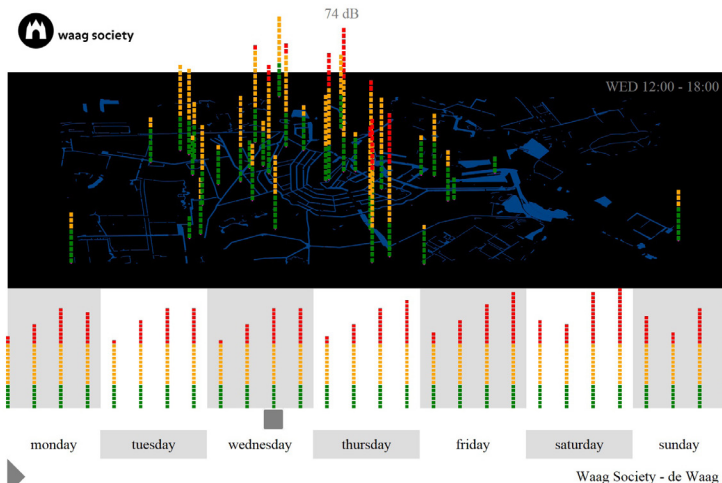 74 dB
waag society
WED 12:00 - 18:00
monday
tuesday
wednesday
thursday
friday
saturday
sunday
Waag Society - de Waag